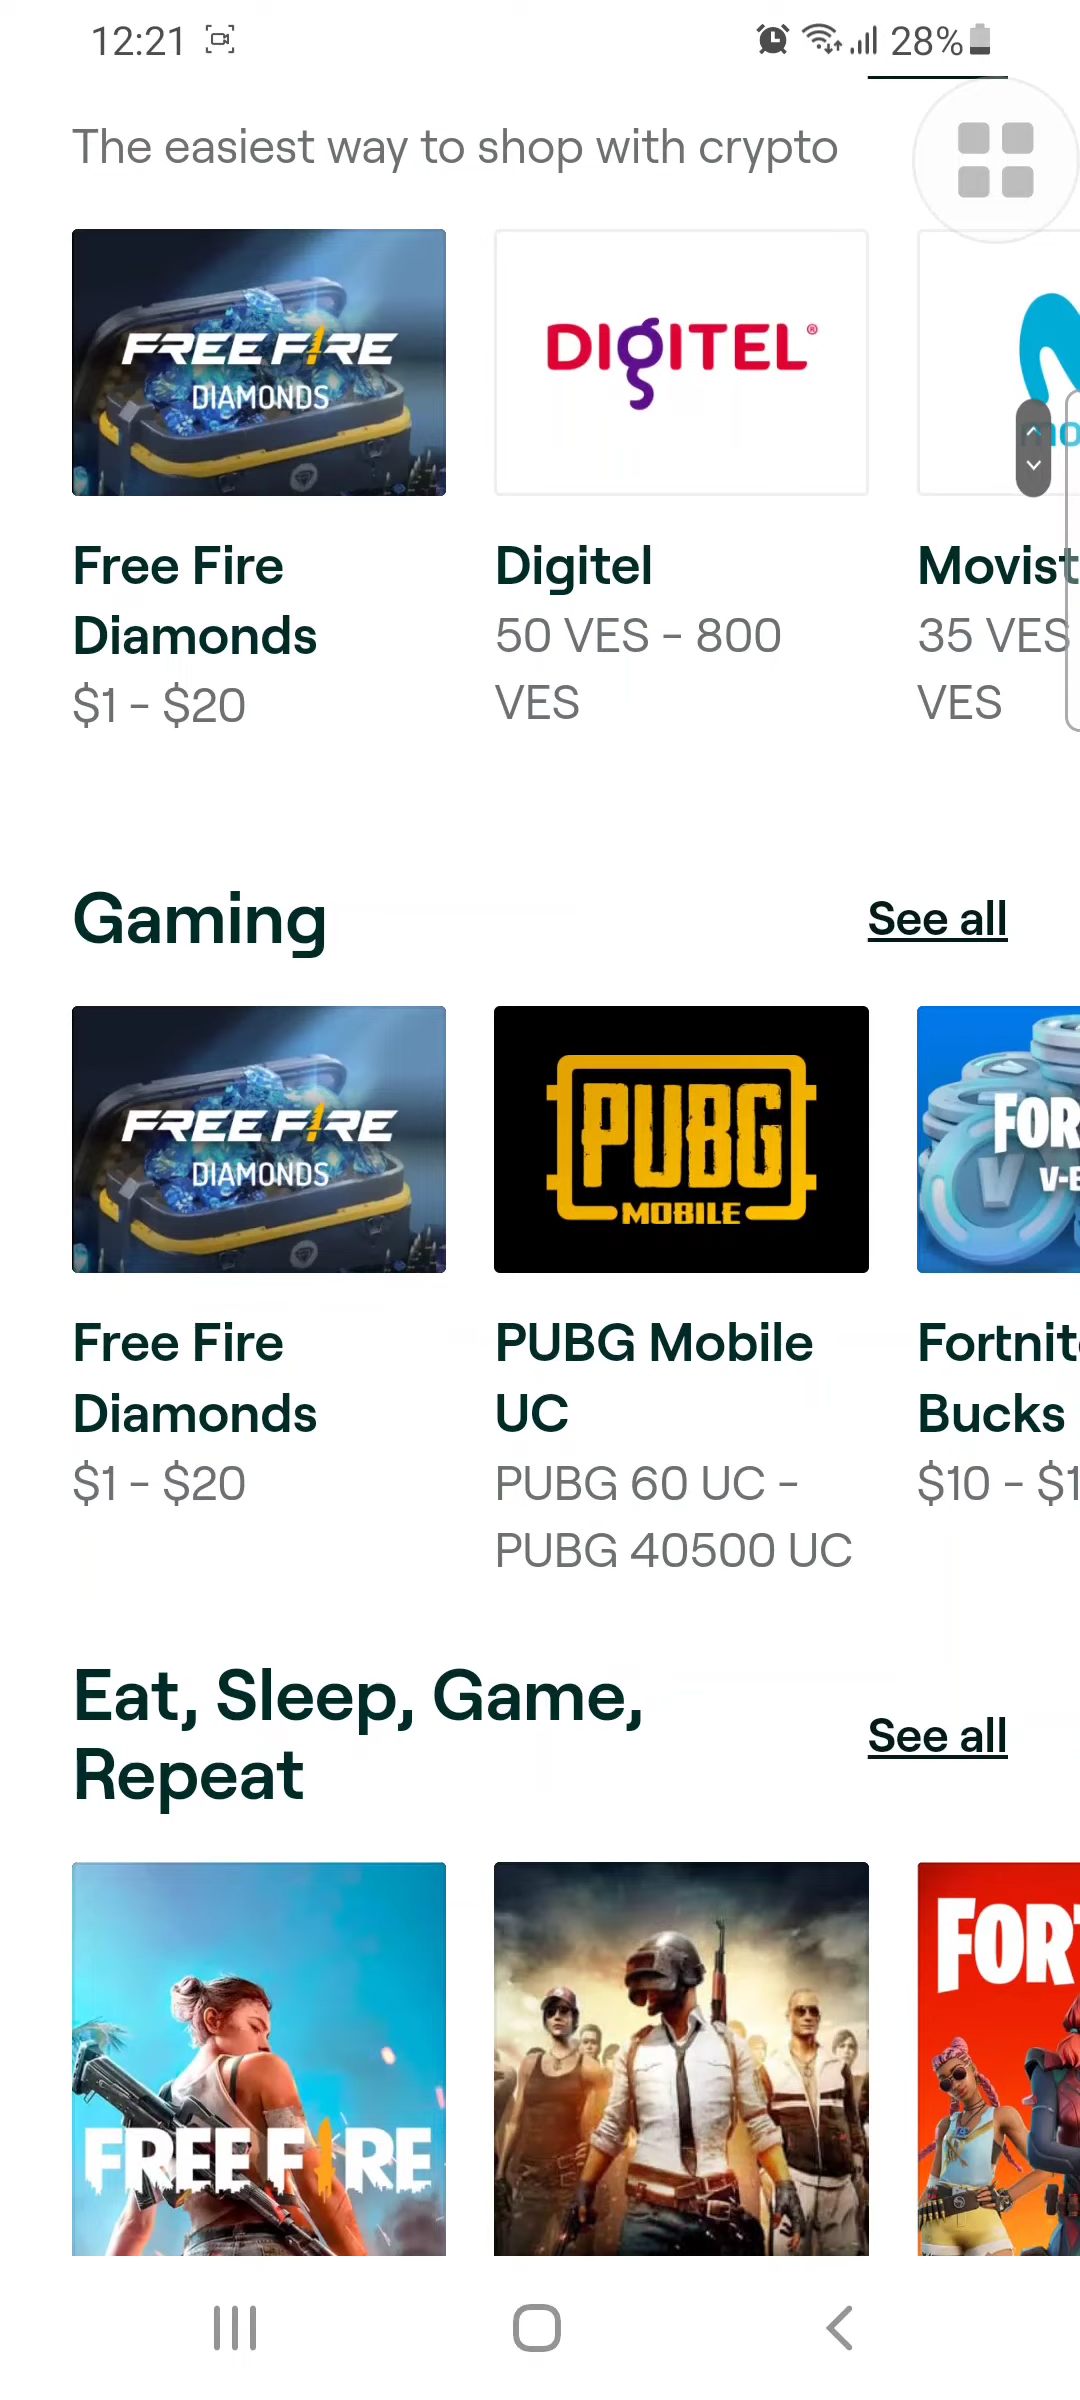 12:21
28%
The easiest way to shop with crypto
FREE FIRE
DIAMONDS
DIGITEL®
Free Fire
Diamonds
$1 - $20
Digitel
50 VES - 800
VES
35 VES
VES
Gaming
See all
FREE FIRE
DIAMONDS
PUBG
MOBILE
Free Fire
Diamonds
$1 - $20
PUBG Mobile
UC
PUBG 60 UC -
PUBG 40500 UC
Bucks
$10 - $1
Eat, Sleep, Game,
Repeat
See all
FREE FIRE